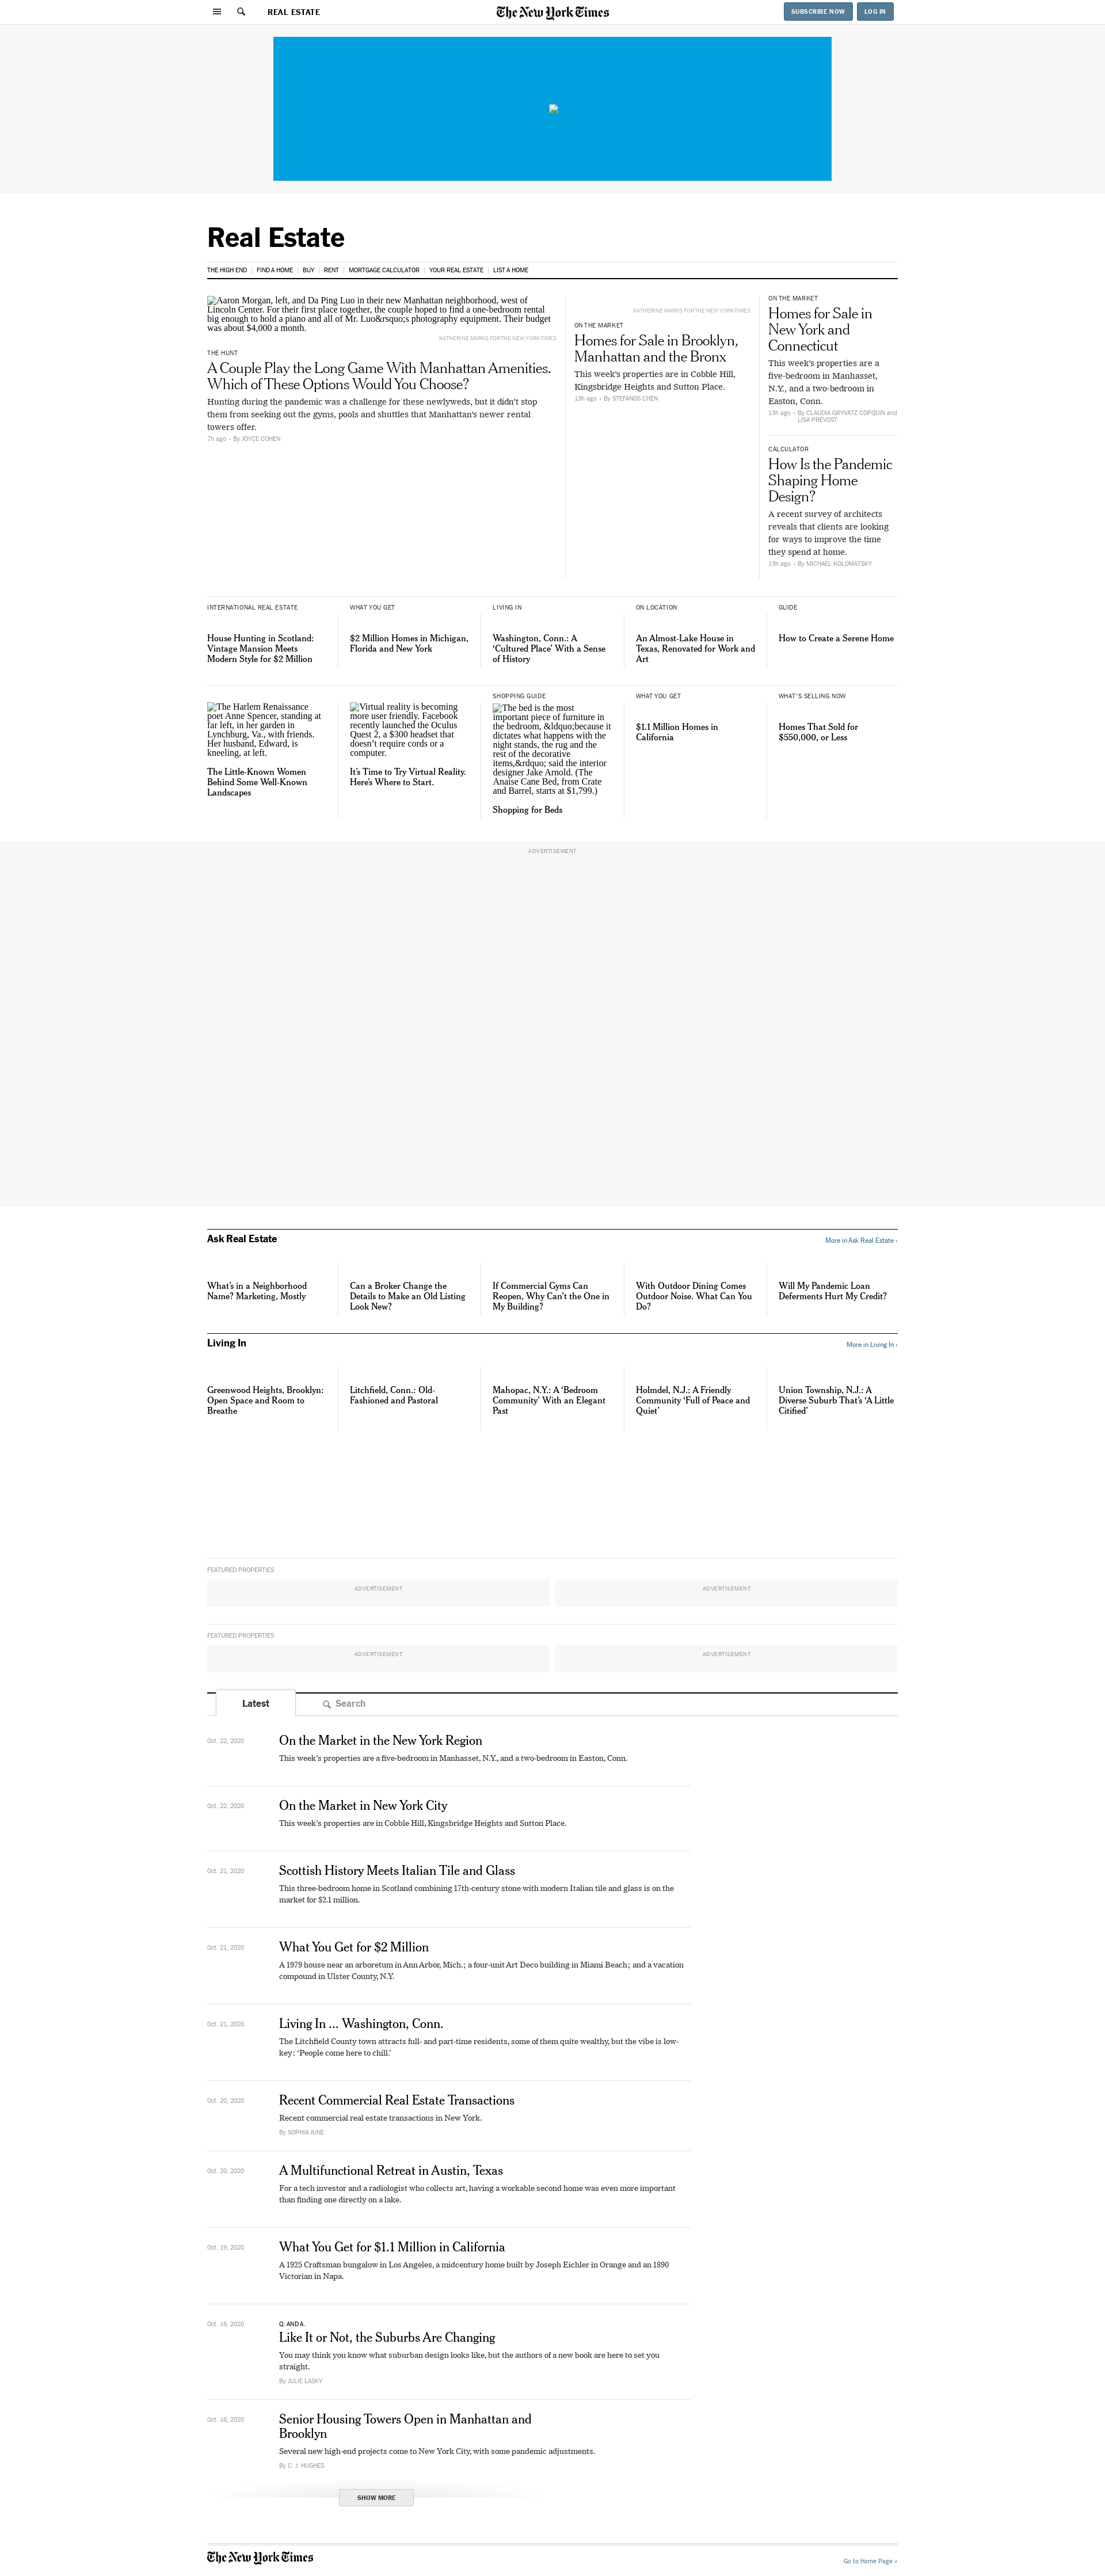 REAL ESTATE
The New York Times
SUBSCRIBE NOW
LOG IN
Real Estate
THE HIGH END
FIND A HOME
BUY
RENT
MORTGAGE CALCULATOR
YOUR REAL ESTATE
LIST A HOME
Aaron Morgan, left, and Da Ping Luo in their new Manhattan neighborhood, west of
Lincoln Center. For their first place together, the couple hoped to find a one-bedroom rental
big enough to hold a piano and all of Mr. Luo&rsquo;s photography equipment. Their budget
was about $4,000 a month.
KATHERINE MARKS FOR THE NEW YORK TIMES
THE HUNT
A Couple Play the Long Game With Manhattan Amenities.
Which of These Options Would You Choose?
Hunting during the pandemic was a challenge for these newlyweds, but it didn't stop
them from seeking out the gyms, pools and shuttles that Manhattan's newer rental
towers offer.
7h ago • By JOYCE COHEN
KATHERINE MARKS FOR THE NEW YORK TIMES
ON THE MARKET
Homes for Sale in Brooklyn,
Manhattan and the Bronx
This week's properties are in Cobble Hill,
Kingsbridge Heights and Sutton Place.
13h ago • By STEFANOS CHEN
ON THE MARKET
Homes for Sale in
New York and
Connecticut
This week's properties are a
five-bedroom in Manhasset,
N.Y., and a two-bedroom in
Easton, Conn.
13h ago • By CLAUDIA GRYVATZ COPQUIN and
LISA PREVOST
CALCULATOR
How Is the Pandemic
Shaping Home
Design?
A recent survey of architects
reveals that clients are looking
for ways to improve the time
they spend at home.
13h ago • By MICHAEL KOLOMATSKY
INTERNATIONAL REAL ESTATE
House Hunting in Scotland:
Vintage Mansion Meets
Modern Style for $2 Million
WHAT YOU GET
$2 Million Homes in Michigan,
Florida and New York
LIVING IN
Washington, Conn.: A
‘Cultured Place’ With a Sense
of History
ON LOCATION
An Almost-Lake House in
Texas, Renovated for Work and
Art
GUIDE
How to Create a Serene Home
The Harlem Renaissance
poet Anne Spencer, standing at
far left, in her garden in
Lynchburg, Va., with friends.
Her husband, Edward, is
kneeling, at left.
The Little-Known Women
Behind Some Well-Known
Landscapes
Virtual reality is becoming
more user friendly. Facebook
recently launched the Oculus
Quest 2, a $300 headset that
doesn’t require cords or a
computer.
It’s Time to Try Virtual Reality.
Here’s Where to Start.
SHOPPING GUIDE
The bed is the most
important piece of furniture in
the bedroom, &ldquo;because it
dictates what happens with the
night stands, the rug and the
rest of the decorative
items,&rdquo; said the interior
designer Jake Arnold. (The
Anaise Cane Bed, from Crate
and Barrel, starts at $1,799.)
Shopping for Beds
WHAT YOU GET
$1.1 Million Homes in
California
WHAT’S SELLING NOW
Homes That Sold for
$550,000, or Less
ADVERTISEMENT
Ask Real Estate
More in Ask Real Estate ›
What’s in a Neighborhood
Name? Marketing, Mostly
Can a Broker Change the
Details to Make an Old Listing
Look New?
If Commercial Gyms Can
Reopen, Why Can’t the One in
My Building?
With Outdoor Dining Comes
Outdoor Noise. What Can You
Do?
Will My Pandemic Loan
Deferments Hurt My Credit?
Living In
More in Living In ›
Greenwood Heights, Brooklyn:
Open Space and Room to
Breathe
Litchfield, Conn.: Old-
Fashioned and Pastoral
Mahopac, N.Y.: A ‘Bedroom
Community’ With an Elegant
Past
Holmdel, N.J.: A Friendly
Community ‘Full of Peace and
Quiet’
Union Township, N.J.: A
Diverse Suburb That’s ‘A Little
Citified’
FEATURED PROPERTIES
ADVERTISEMENT
ADVERTISEMENT
FEATURED PROPERTIES
ADVERTISEMENT
ADVERTISEMENT
Latest
Search
Oct. 22, 2020
On the Market in the New York Region
This week’s properties are a five-bedroom in Manhasset, N.Y., and a two-bedroom in Easton, Conn.
Oct. 22, 2020
On the Market in New York City
This week’s properties are in Cobble Hill, Kingsbridge Heights and Sutton Place.
Oct. 21, 2020
Scottish History Meets Italian Tile and Glass
This three-bedroom home in Scotland combining 17th-century stone with modern Italian tile and glass is on the
market for $2.1 million.
Oct. 21, 2020
What You Get for $2 Million
A 1979 house near an arboretum in Ann Arbor, Mich.; a four-unit Art Deco building in Miami Beach; and a vacation
compound in Ulster County, N.Y.
Oct. 21, 2020
Living In ... Washington, Conn.
The Litchfield County town attracts full- and part-time residents, some of them quite wealthy, but the vibe is low-
key: ‘People come here to chill.’
Oct. 20, 2020
Recent Commercial Real Estate Transactions
Recent commercial real estate transactions in New York.
By SOPHIA JUNE
Oct. 20, 2020
A Multifunctional Retreat in Austin, Texas
For a tech investor and a radiologist who collects art, having a workable second home was even more important
than finding one directly on a lake.
Oct. 19, 2020
What You Get for $1.1 Million in California
A 1925 Craftsman bungalow in Los Angeles, a midcentury home built by Joseph Eichler in Orange and an 1890
Victorian in Napa.
Oct. 16, 2020
Q. AND A.
Like It or Not, the Suburbs Are Changing
You may think you know what suburban design looks like, but the authors of a new book are here to set you
straight.
By JULIE LASKY
Oct. 16, 2020
Senior Housing Towers Open in Manhattan and
Brooklyn
Several new high-end projects come to New York City, with some pandemic adjustments.
By C. J. HUGHES
SHOW MORE
The New York Times
Go to Home Page »